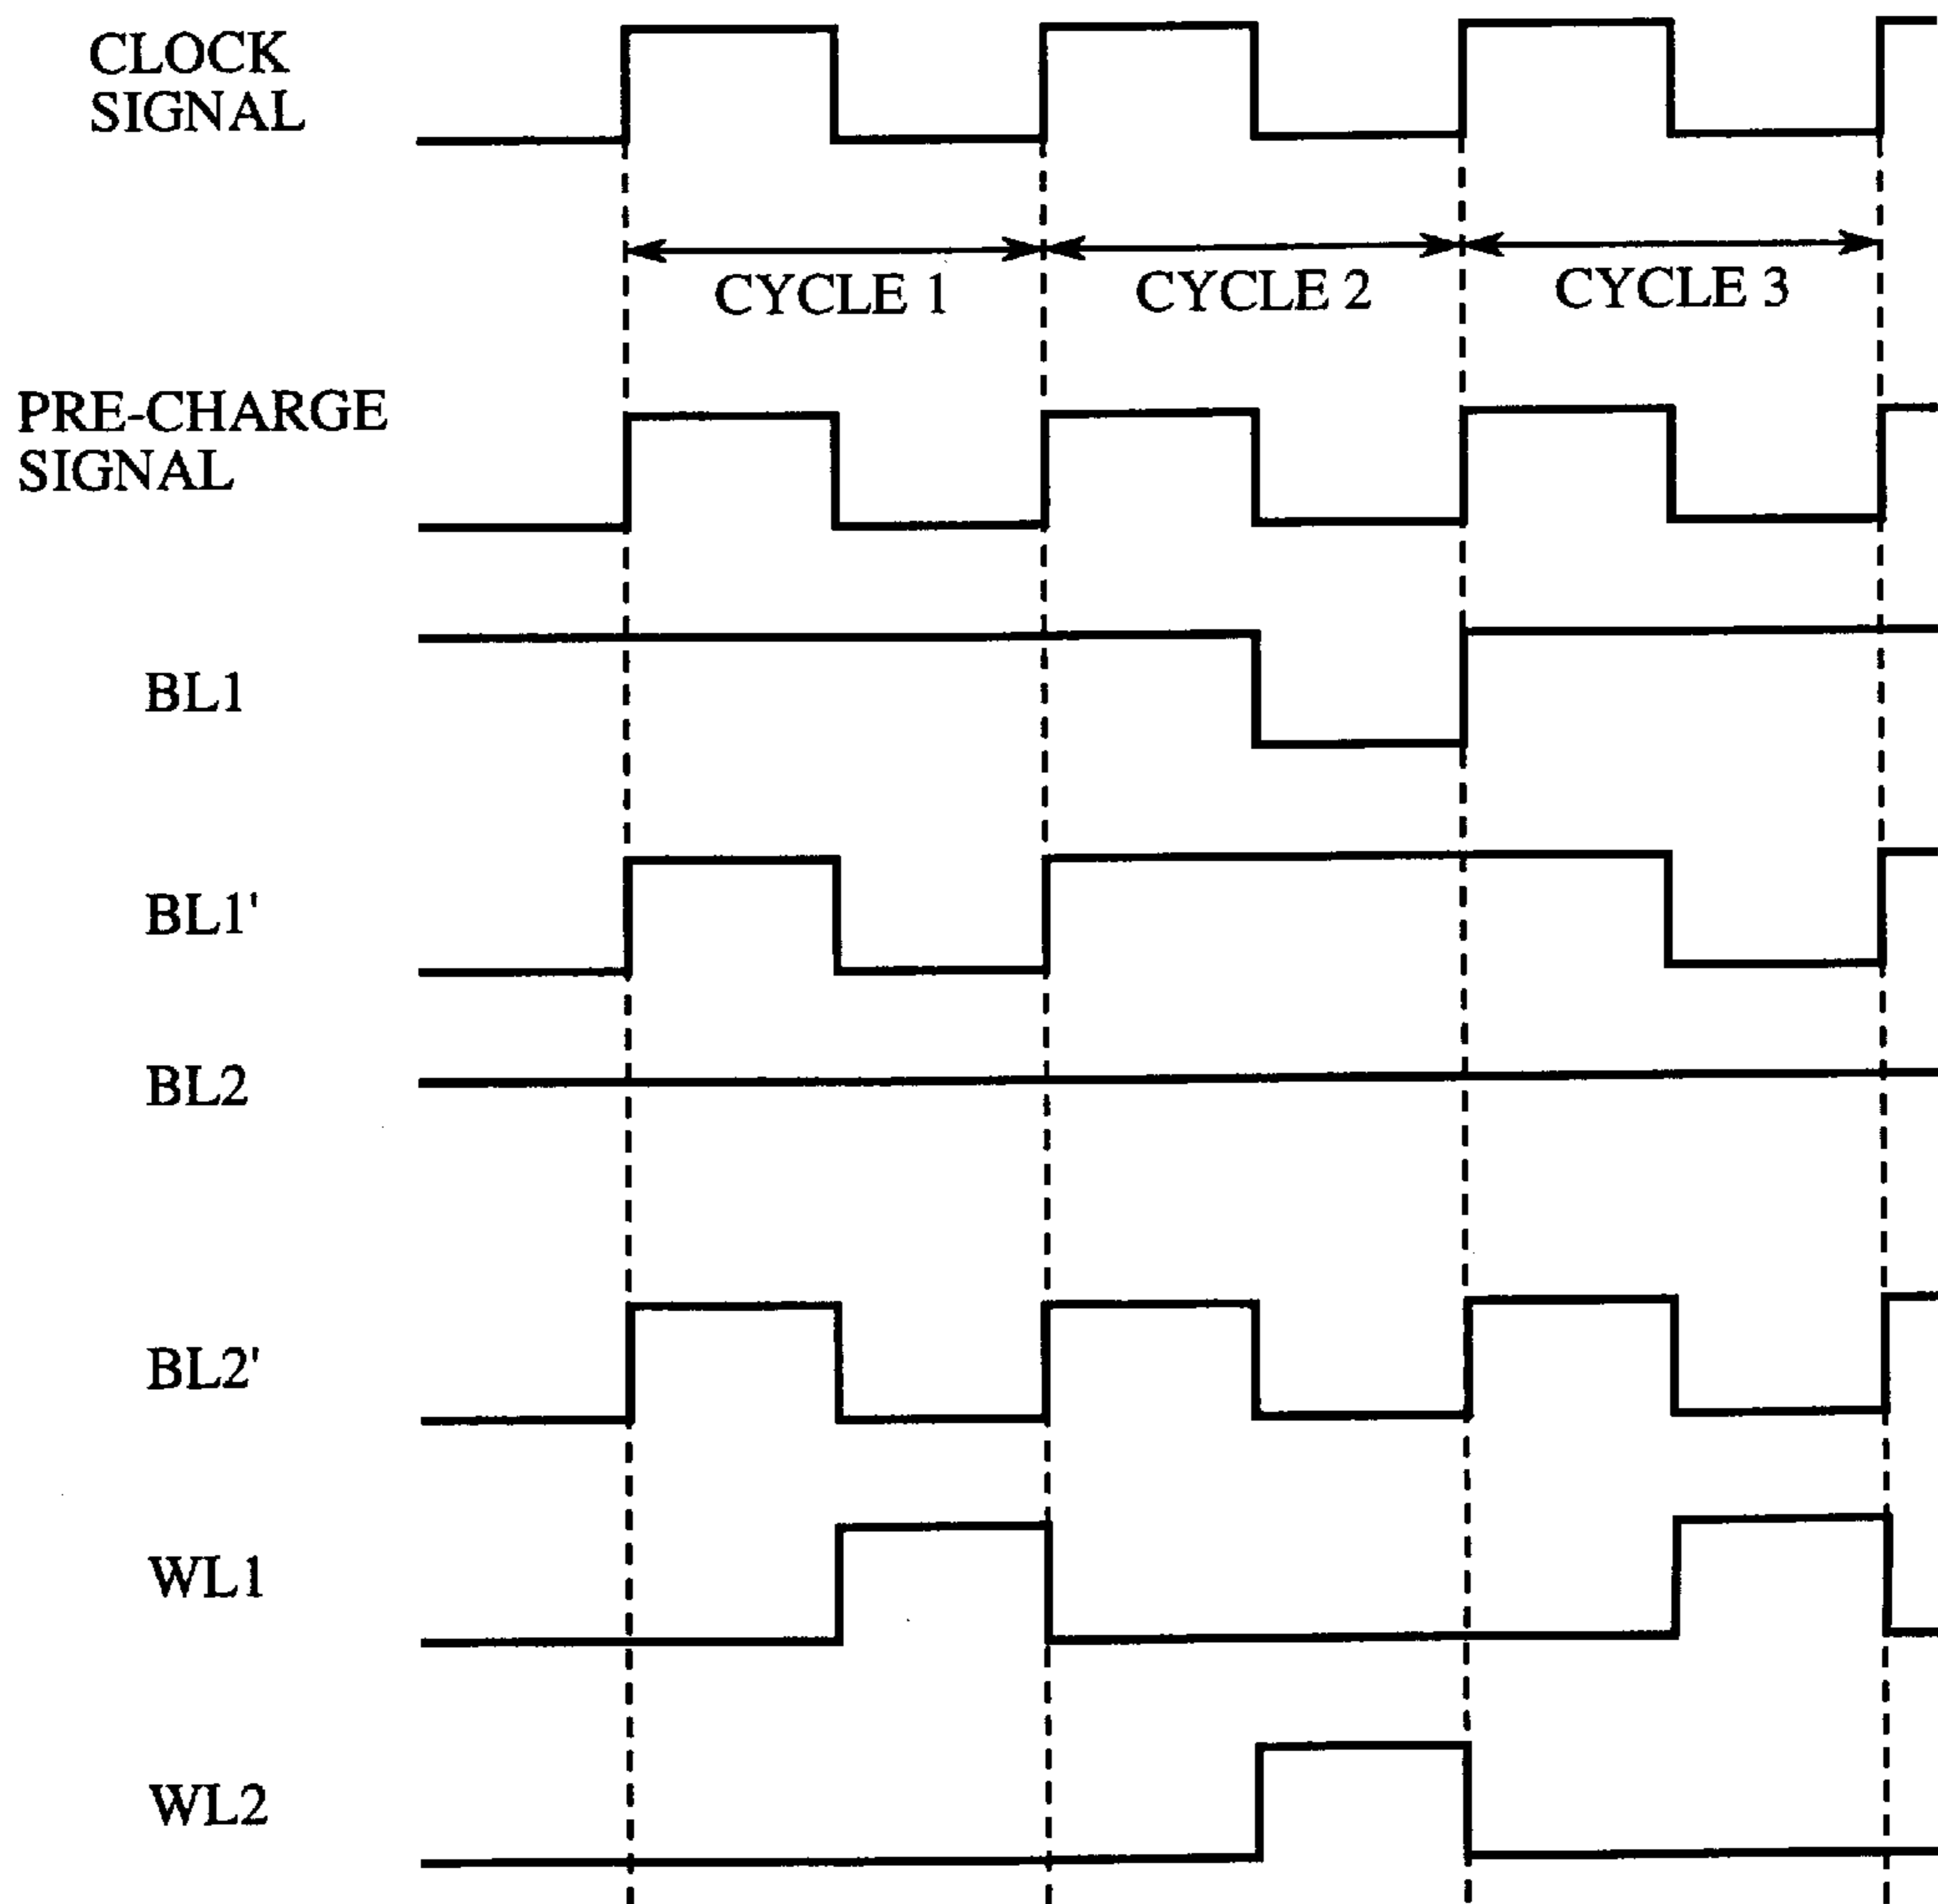 CLOCK
SIGNAL
CYCLE 1
CYCLE 2
CYCLE 3
PRE-CHARGE
SIGNAL
BL1
BL1'
BL2
BL2'
WL1
WL2